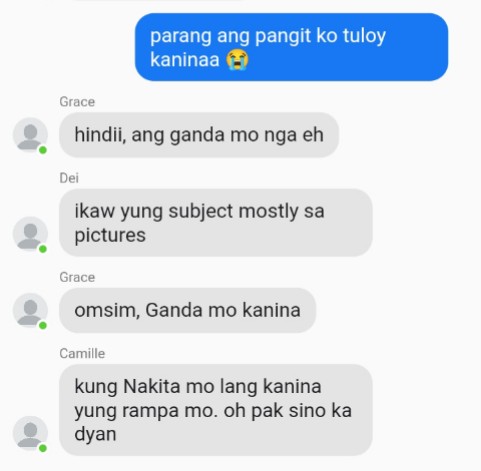 parang ang pangit ko tuloy
kaninaa 😭
Grace
hindii, ang ganda mo nga eh
Dei
ikaw yung subject mostly sa
pictures
Grace
omsim, Ganda mo kanina
Camille
kung Nakita mo lang kanina
yung rampa mo. oh pak sino ka
dyan